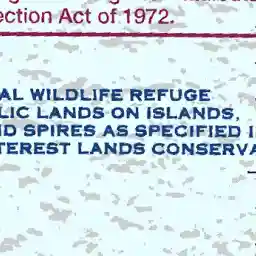 ection Act of 1972.
AL WILDLIFE REFUGE
LIC LANDS ON ISLANDS,
ND SPIRES AS SPECIFIED I
TEREST LANDS CONSERVA